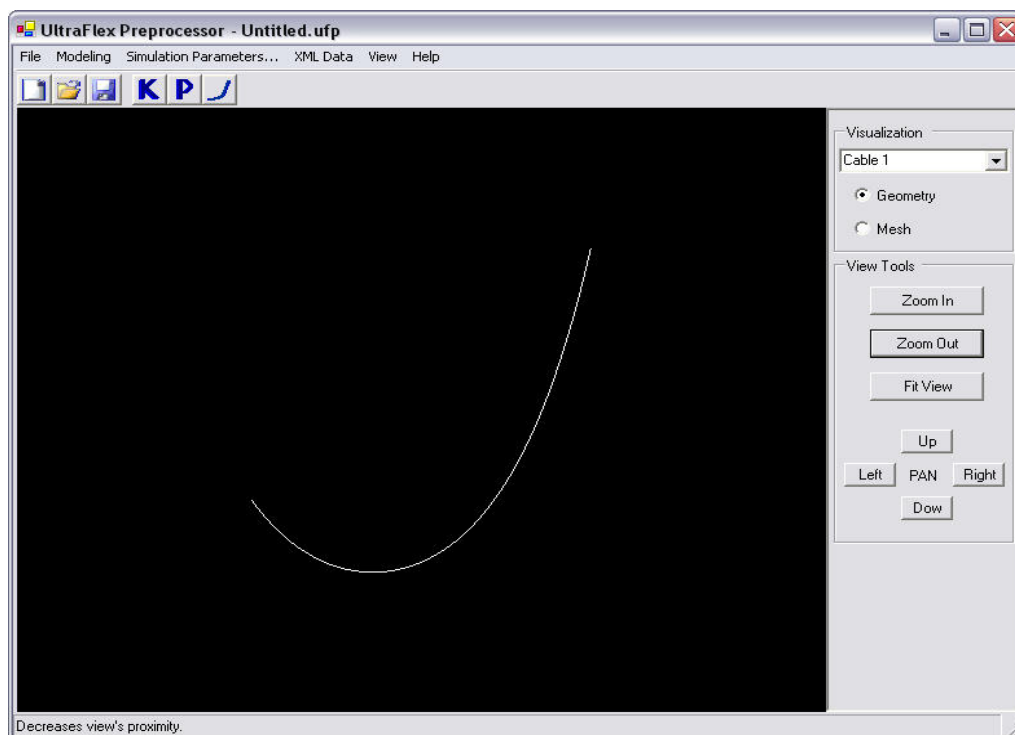 UltraFlex Preprocessor - Untitled.ufp
File Modeling Simulation Parameters... XML Data View Help
K P
Visualization
Cable 1
Geometry
Mesh
View Tools
Zoom In
Zoom Out
Fit View
Up
Left PAN Right
Dow
Decreases view's proximity.